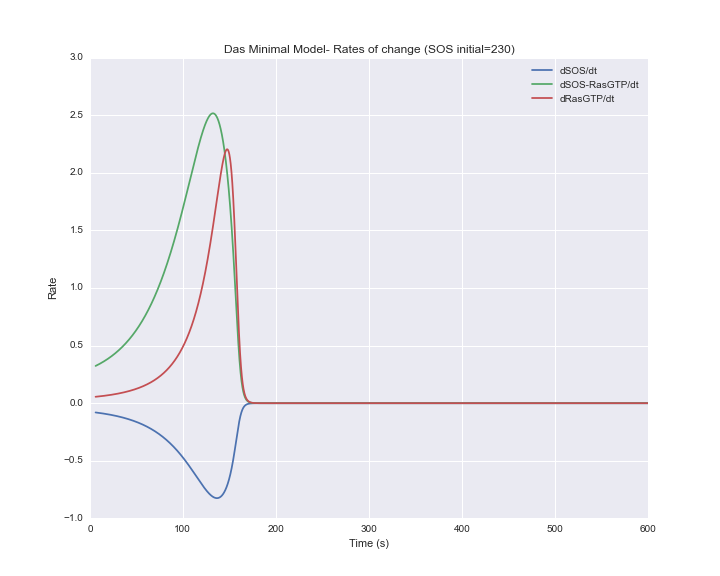 Das Minimal Model- Rates of change (SOS initial=230)
3.0
2.5
2.0
1.5
1.0
0.5
0.0
−0.5
−1.0
Rate
dSOS/dt
dSOS-RasGTP/dt
dRasGTP/dt
0 100 200 300 400 500 600
Time (s)